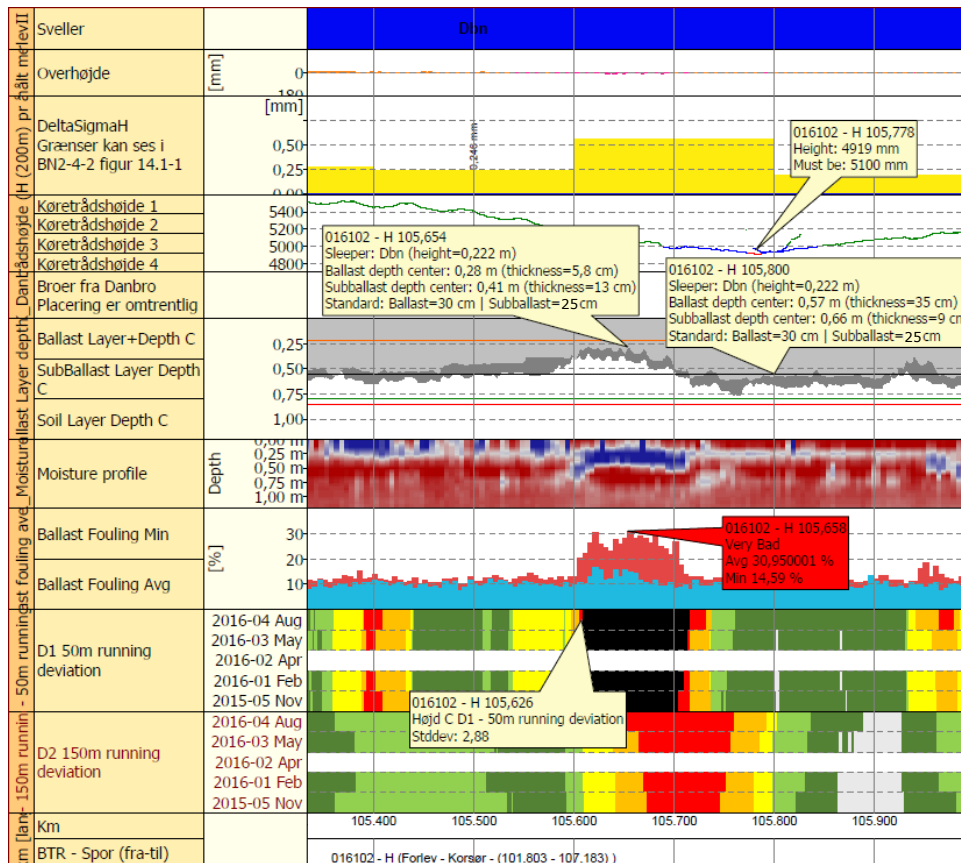 Sveller
Dbn
Overhøjde
[mm]
0
180
[mm]
DeltaSigmaH
Grænser kan ses i
BN2-4-2 figur 14.1-1
0,50
0,25
0,00
0,246 mm
016102 - H 105,778
Height: 4919 mm
Must be: 5100 mm
Køretrådshøjde 1
Køretrådshøjde 2
Køretrådshøjde 3
Køretrådshøjde 4
5400
5000
4800
016102 - H 105,654
Sleeper: Dbn (height=0,222 m)
Ballast depth center: 0,28 m (thickness=5,8 cm)
Subballast depth center: 0,41 m (thickness=13 cm)
Standard: Ballast=30 cm | Subballast=25cm
016102 - H 105,800
Sleeper: Dbn (height=0,222 m)
Ballast depth center: 0,57 m (thickness=35 cm)
Subballast depth center: 0,66 m (thickness=9 cm
Standard: Ballast=30 cm | Subballast=25cm
Broer fra Danbro
Placering er omtrentlig
Ballast Layer+Depth C
SubBallast Layer Depth
C
Soil Layer Depth C
0,25
0,50
0,75
1,00
Moisture profile
Depth
0,00 m
0,25 m
0,50 m
0,75 m
1,00 m
Ballast Fouling Min
Ballast Fouling Avg
[%]
30
20
10
016102 - H 105,658
Very Bad
Avg 30,950001 %
Min 14,59 %
D1 50m running
deviation
2016-04 Aug
2016-03 May
2016-02 Apr
2016-01 Feb
2015-05 Nov
016102 - H 105,626
Højd C D1 - 50m running deviation
Stddev: 2,88
D2 150m running
deviation
2016-04 Aug
2016-03 May
2016-02 Apr
2016-01 Feb
2015-05 Nov
Km
105.400
105.500
105.600
105.700
105.800
105.900
BTR - Spor (fra-til)
016102 - H (Forlev - Korsør - (101.803 - 107.183) )